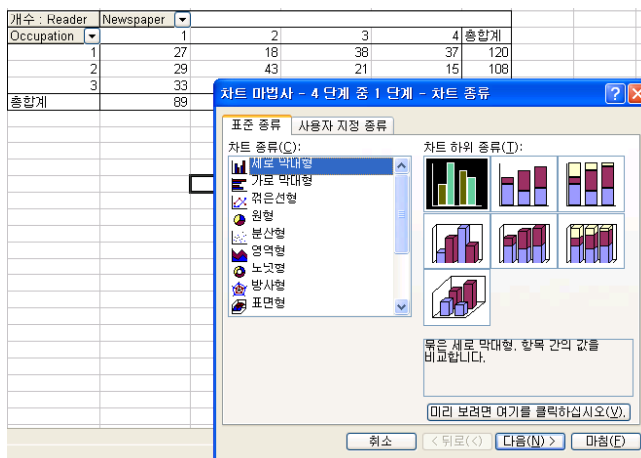 개수 : Reader Newspaper
Occupation 1 2 3 4 총합계
1 27 18 38 37 120
2 29 43 21 15 108
3 33
총합계 89
차트 마법사 - 4 단계 중 1 단계 - 차트 종류
표준 종류 사용자 지정 종류
차트 종류(C): 차트 하위 종류(T):
세로 막대형
가로 막대형
꺾은선형
원형
분산형
영역형
도넛형
방사형
표면형
묶은 세로 막대형. 항목 간의 값을
비교합니다.
미리 보려면 여기를 클릭하십시오(V).
취소 < 뒤로(<) 다음(N) > 마침(F)